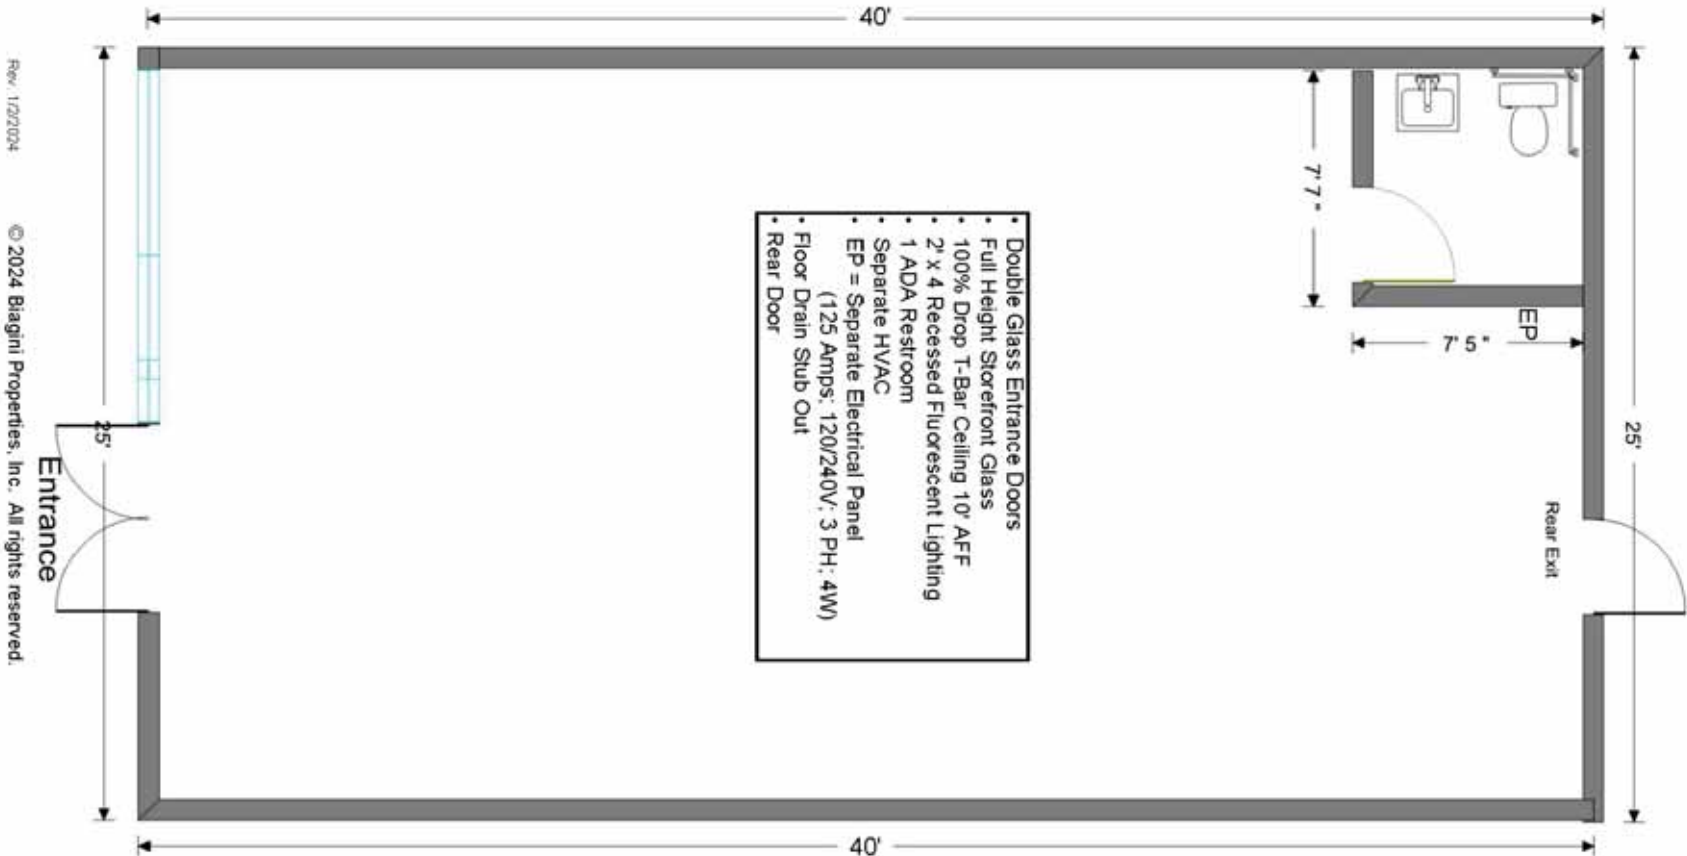 40'
25'
25'
7' 7 "
7' 5 "
EP
Rear Exit
Entrance
• Double Glass Entrance Doors
• Full Height Storefront Glass
• 100% Drop T-Bar Ceiling 10' AFF
• 2' x 4 Recessed Fluorescent Lighting
• 1 ADA Restroom
• Separate HVAC
• EP = Separate Electrical Panel
(125 Amps; 120/240V; 3 PH; 4W)
• Floor Drain Stub Out
• Rear Door
40'
Rev. 1/2/2024
© 2024 Biagini Properties, Inc. All rights reserved.